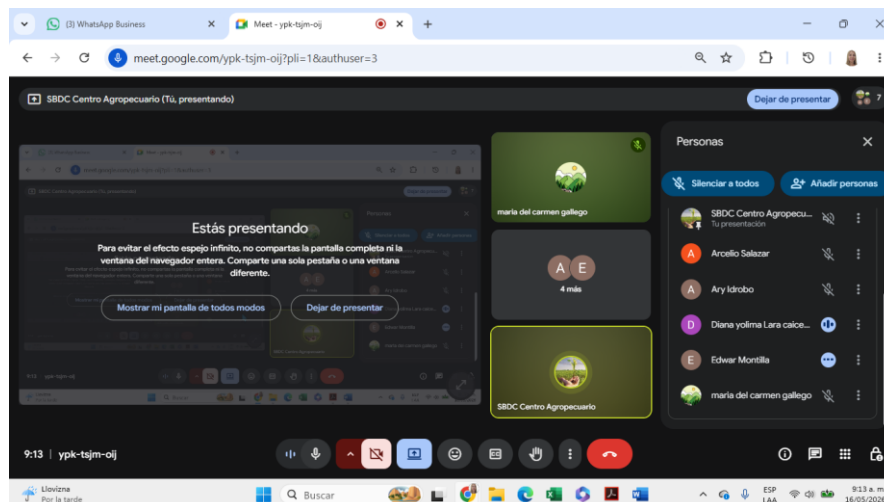 (3) WhatsApp Business
Meet - ypk-tsjm-oij
meet.google.com/ypk-tsjm-oij?pli=1&authuser=3
SBDC Centro Agropecuario (Tú, presentando)
Dejar de presentar
7
Estás presentando
Para evitar el efecto espejo infinito, no compartas la pantalla completa ni la
ventana del navegador entera. Comparte una sola pestaña o una ventana
diferente.
Mostrar mi pantalla de todos modos
Dejar de presentar
maria del carmen gallego
A E
4 más
SBDC Centro Agropecuario
Personas
Silenciar a todos
Añadir personas
SBDC Centro Agropecu...
Tu presentación
A
Arcelio Salazar
A
Ary Idrobo
D
Diana yolima Lara caice...
E
Edwar Montilla
maria del carmen gallego
9:13 | ypk-tsjm-oij
Llovizna
Por la tarde
Buscar
ESP
LAA
9:13 a. m.
16/05/2026